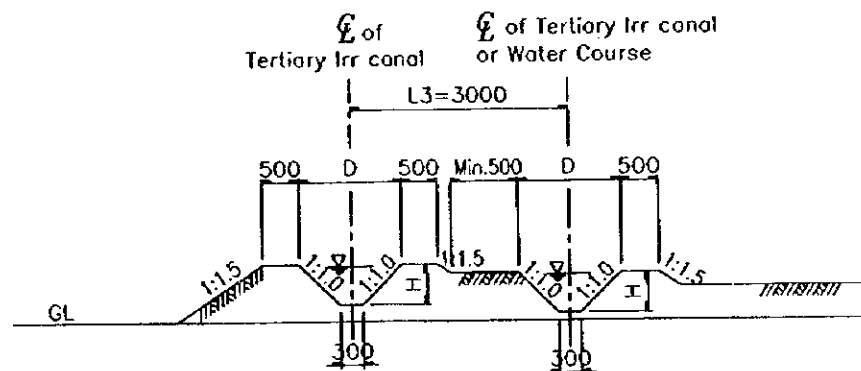 ℄ of
Tertiary Irr canal
℄ of Tertiary Irr canal
or Water Course
L3=3000
500 D 500 Min.500 D 500
1:1.5 1:1.0 1:1.0 1:1.5 1:1.0 1:1.0 1:1.5
H H
GL
300 300